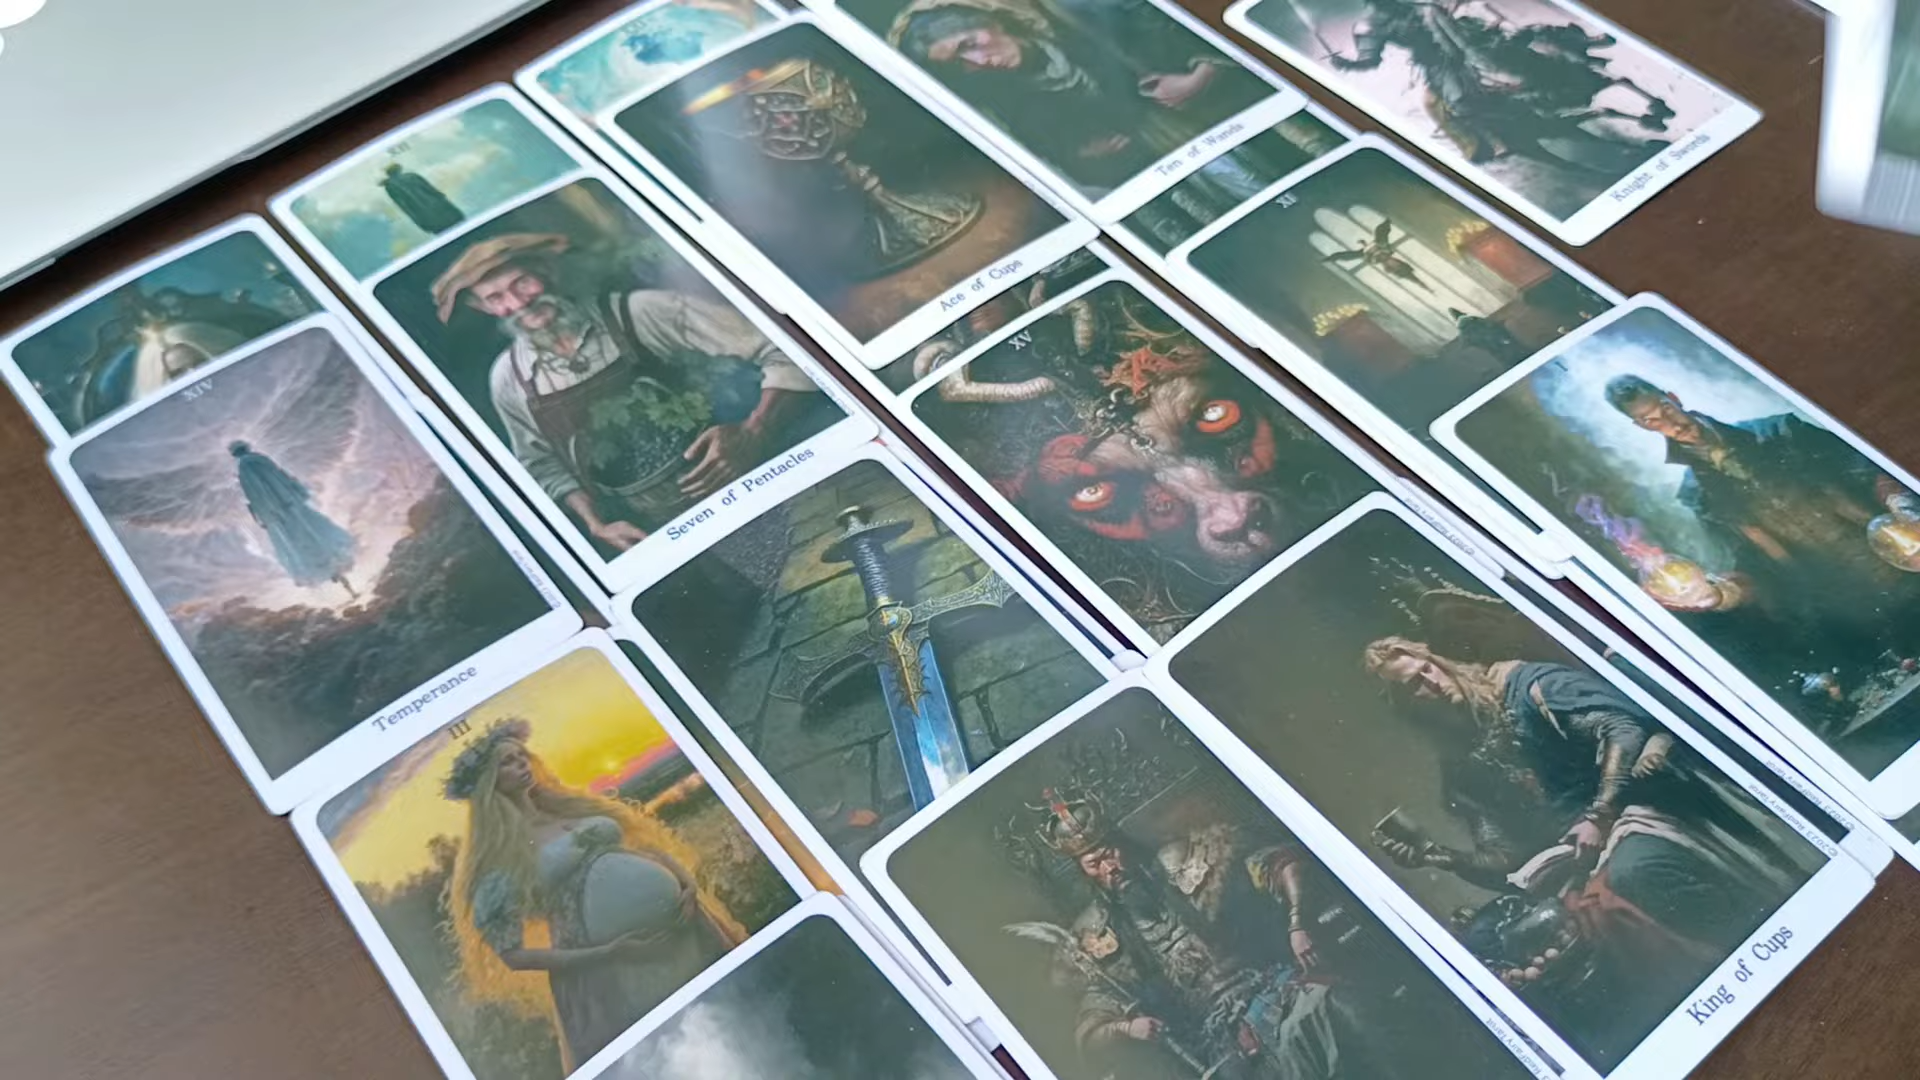 Ten of Wands
Knight of Swords
XII
XI
Ace of Cups
XV
I
XIV
Seven of Pentacles
Temperance
III
King of Cups